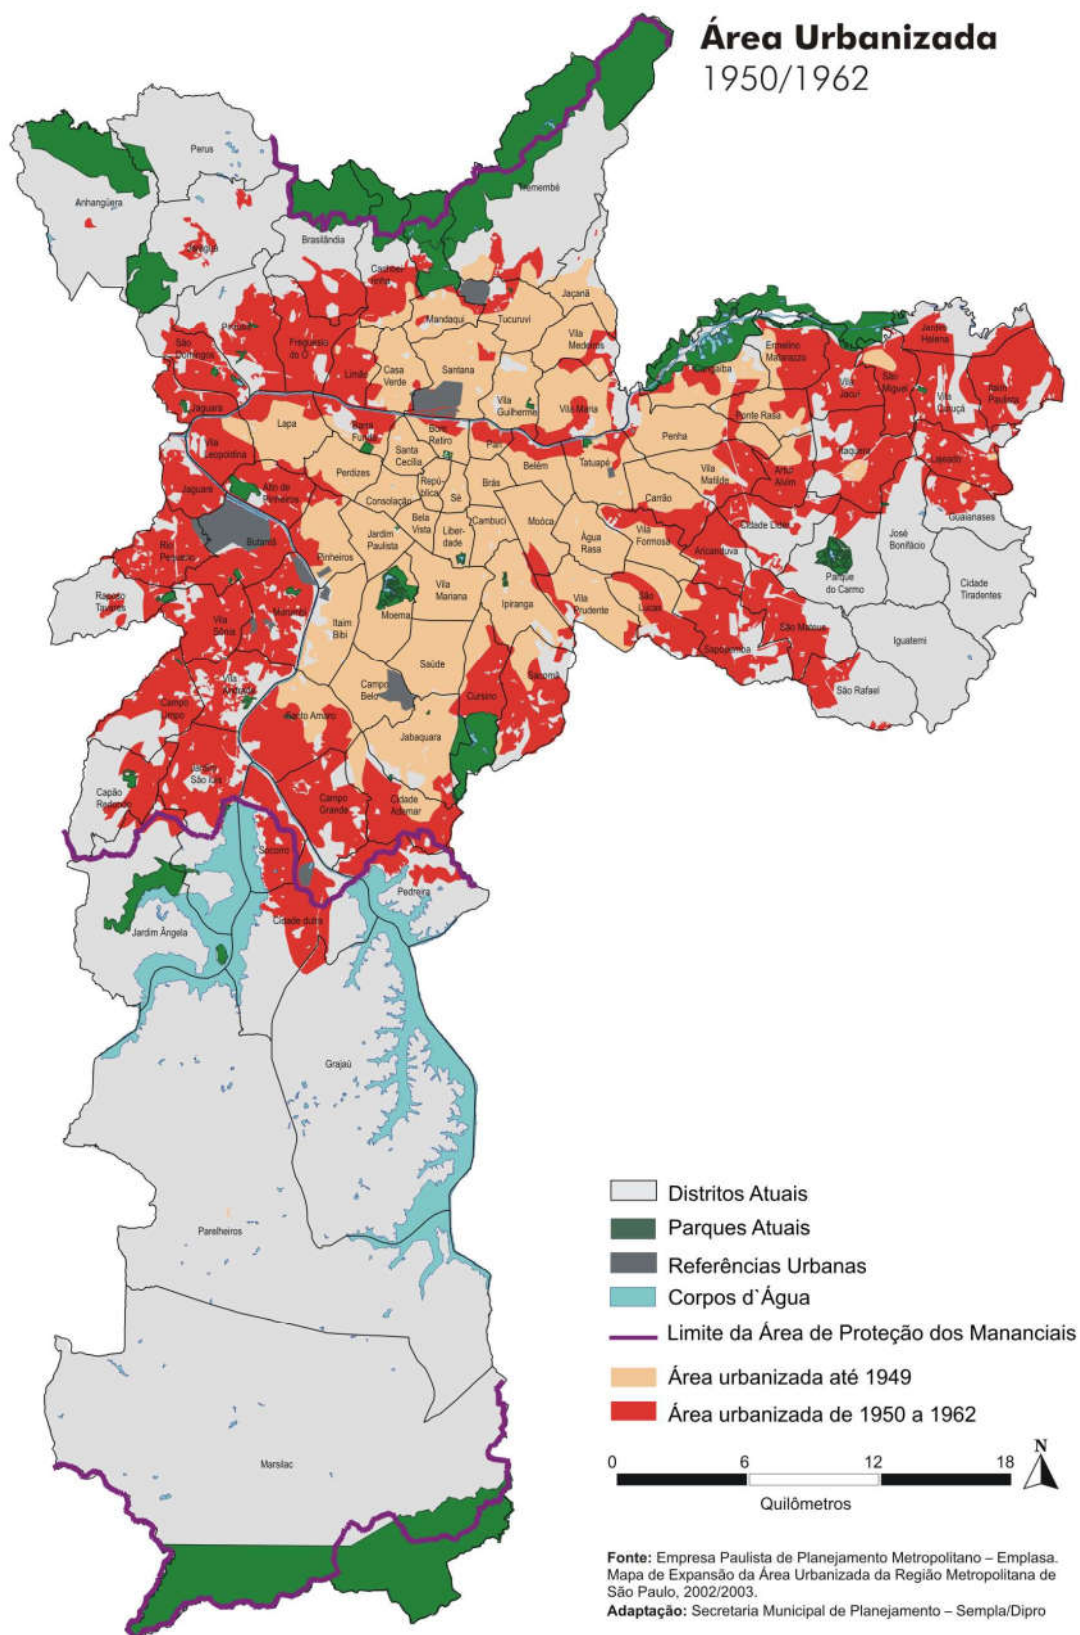 Área Urbanizada
1950/1962
Perus
Anhangüera
Jaraguá
Brasilândia
Tremembé
Mandaqui
Tucuruvi
Jaçanã
Vila
Medeiros
São
Domingos
Freguesia
do Ó
Limão
Casa
Verde
Santana
Vila
Guilherme
Vila Maria
Cangaíba
Ermelino
Matarazzo
Jardim
Helena
Vila
Jacuí
São
Miguel
Vila
Curuçá
Itaim
Paulista
Jaguara
Lapa
Barra
Funda
Bom
Retiro
Pari
Ponte Rasa
Vila
Leopoldina
Santa
Cecília
Perdizes
Belém
Tatuapé
Penha
Vila
Matilde
Artur
Alvim
Itaquera
Lajeado
Jaguaré
Alto de
Pinheiros
Repú-
blica
Sé
Brás
Consolação
Bela
Vista
Liber-
dade
Cambuci
Moóca
Carrão
Cidade Líder
Guaianases
Rio
Pequeno
Butantã
Pinheiros
Jardim
Paulista
Água
Rasa
Vila
Formosa
Aricanduva
José
Bonifácio
Raposo
Tavares
Morumbi
Vila
Sônia
Itaim
Bibi
Moema
Vila
Mariana
Ipiranga
Vila
Prudente
São
Lucas
Parque
do Carmo
Cidade
Tiradentes
Sapopemba
São Mateus
Iguatemi
Saúde
Campo
Belo
Sacomã
São Rafael
Vila
Andrade
Campo
Limpo
Santo Amaro
Cursino
Jabaquara
Jardim
São Luís
Capão
Redondo
Campo
Grande
Cidade
Ademar
Socorro
Pedreira
Cidade dutra
Jardim Ângela
Grajaú
Parelheiros
Marsilac
Distritos Atuais
Parques Atuais
Referências Urbanas
Corpos d`Água
Limite da Área de Proteção dos Mananciais
Área urbanizada até 1949
Área urbanizada de 1950 a 1962
0 6 12 18
N
Quilômetros
Fonte: Empresa Paulista de Planejamento Metropolitano – Emplasa.
Mapa de Expansão da Área Urbanizada da Região Metropolitana de
São Paulo, 2002/2003.
Adaptação: Secretaria Municipal de Planejamento – Sempla/Dipro